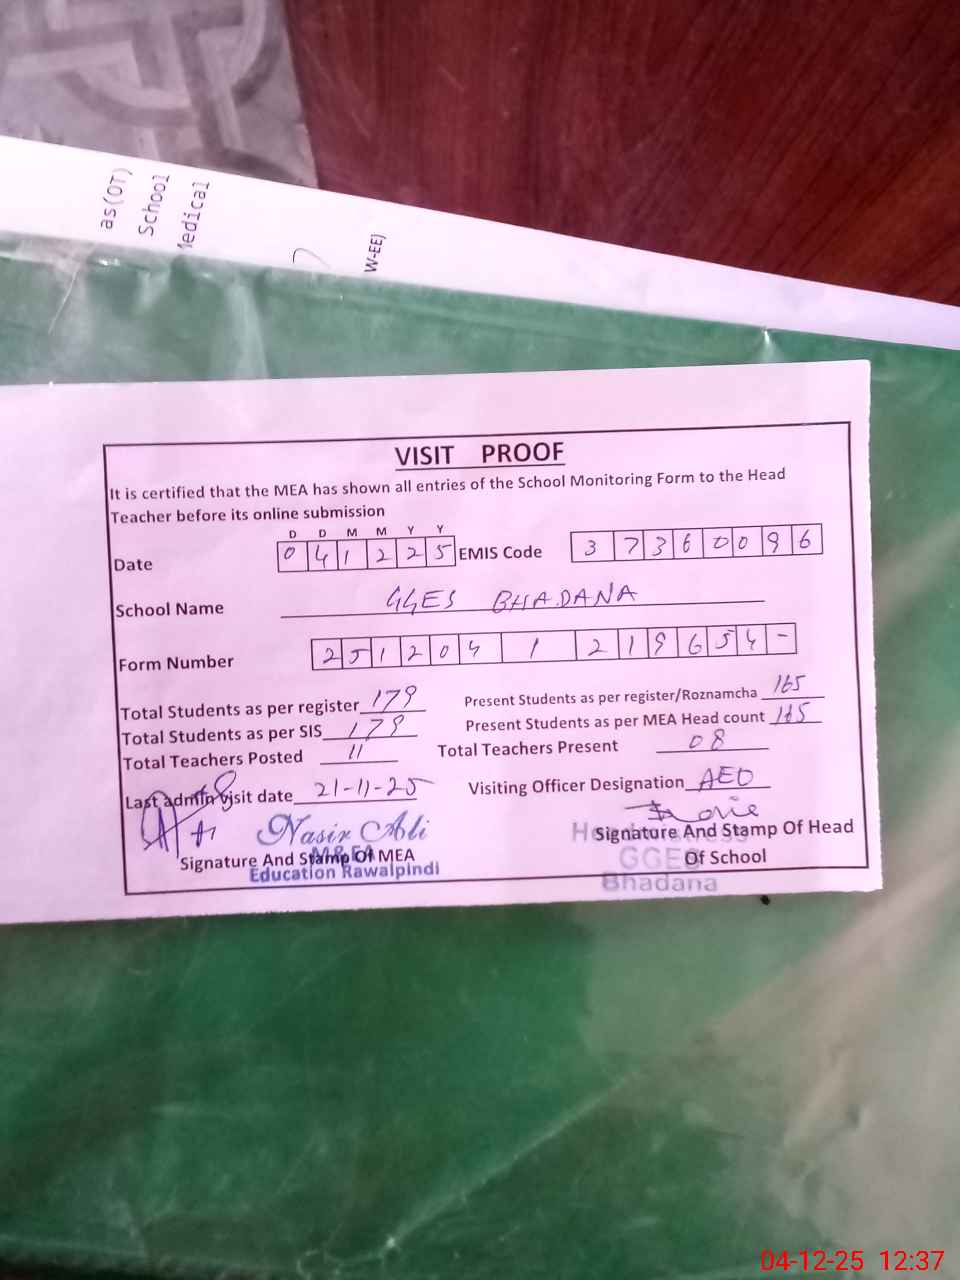 as(OT)
School
Medical
W-EE)
VISIT PROOF
It is certified that the MEA has shown all entries of the School Monitoring Form to the Head
Teacher before its online submission
D D M M Y Y
Date 0 4 1 2 2 5 EMIS Code 3 7 3 6 0 0 9 6
School Name GGES BHADANA
Form Number 2 5 1 2 0 4 1 2 1 9 6 5 4 -
Total Students as per register 179 Present Students as per register/Roznamcha 165
Total Students as per SIS 179 Present Students as per MEA Head count 165
Total Teachers Posted 11 Total Teachers Present 08
Last admin visit date 21-11-25 Visiting Officer Designation AEO
Nasir Ali
Signature And Stamp Of MEA
Education Rawalpindi
Signature And Stamp Of Head
Of School
GGES
Bhadana
04-12-25 12:37